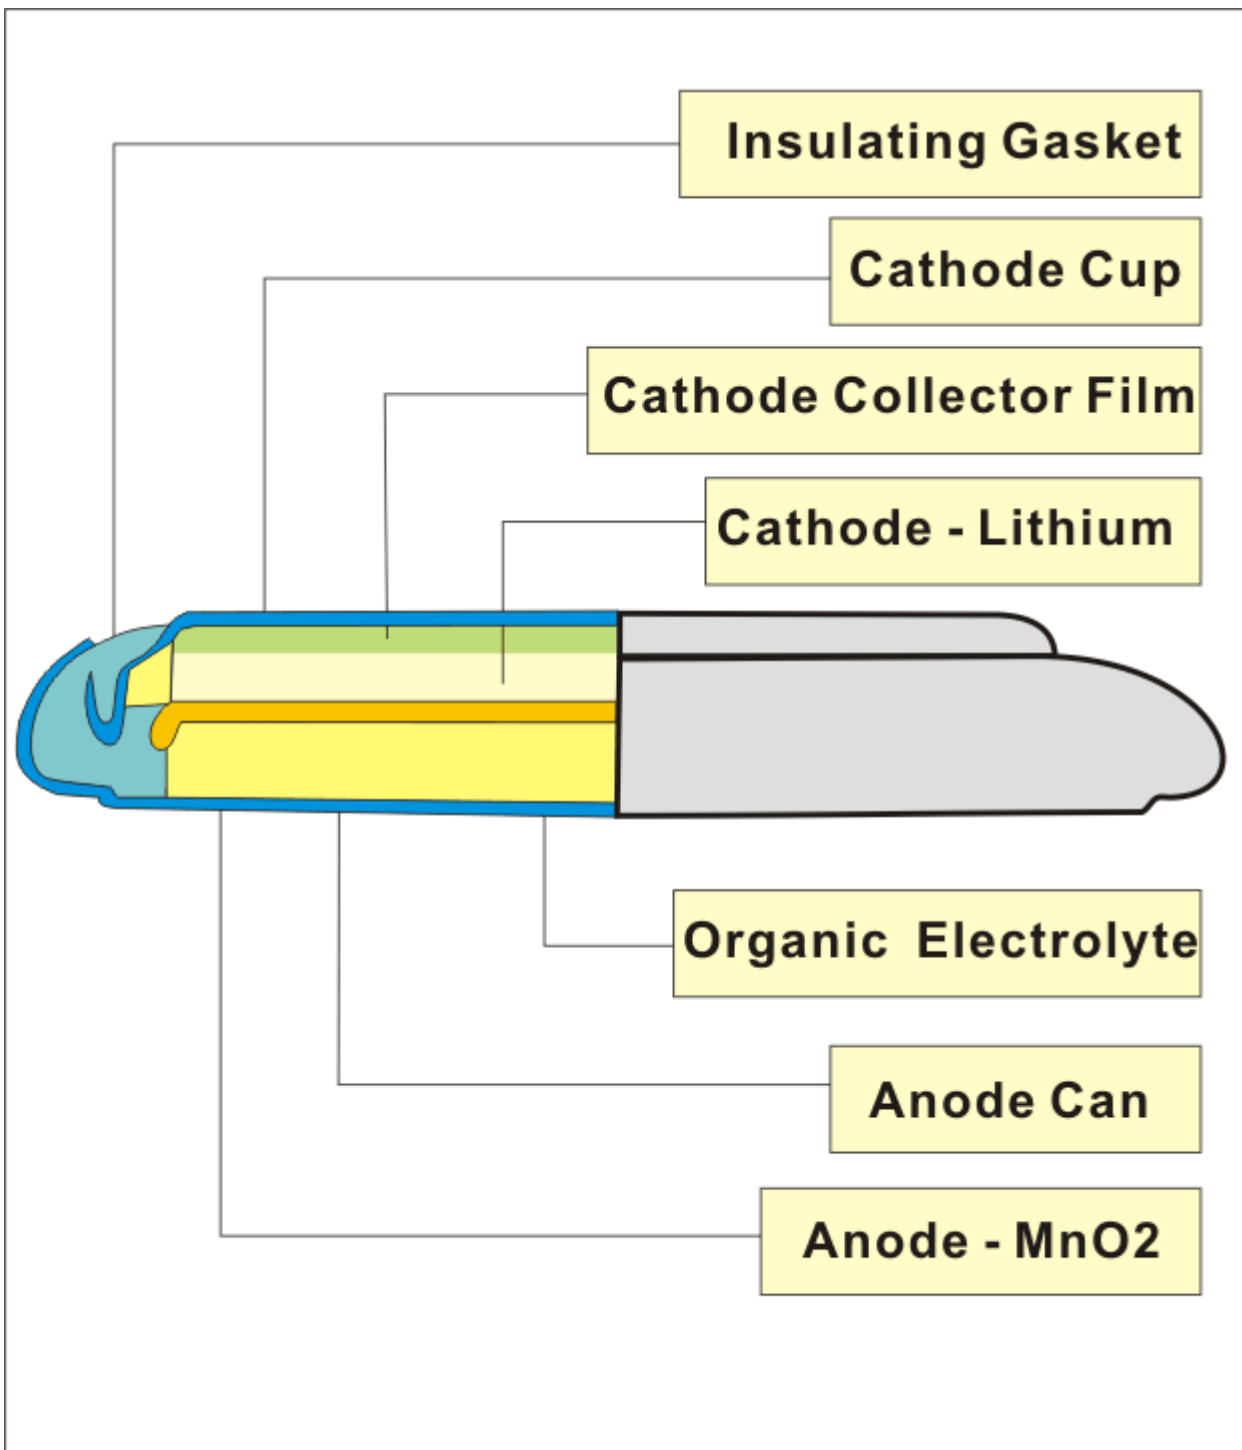 Insulating Gasket
Cathode Cup
Cathode Collector Film
Cathode - Lithium
Organic Electrolyte
Anode Can
Anode - MnO2